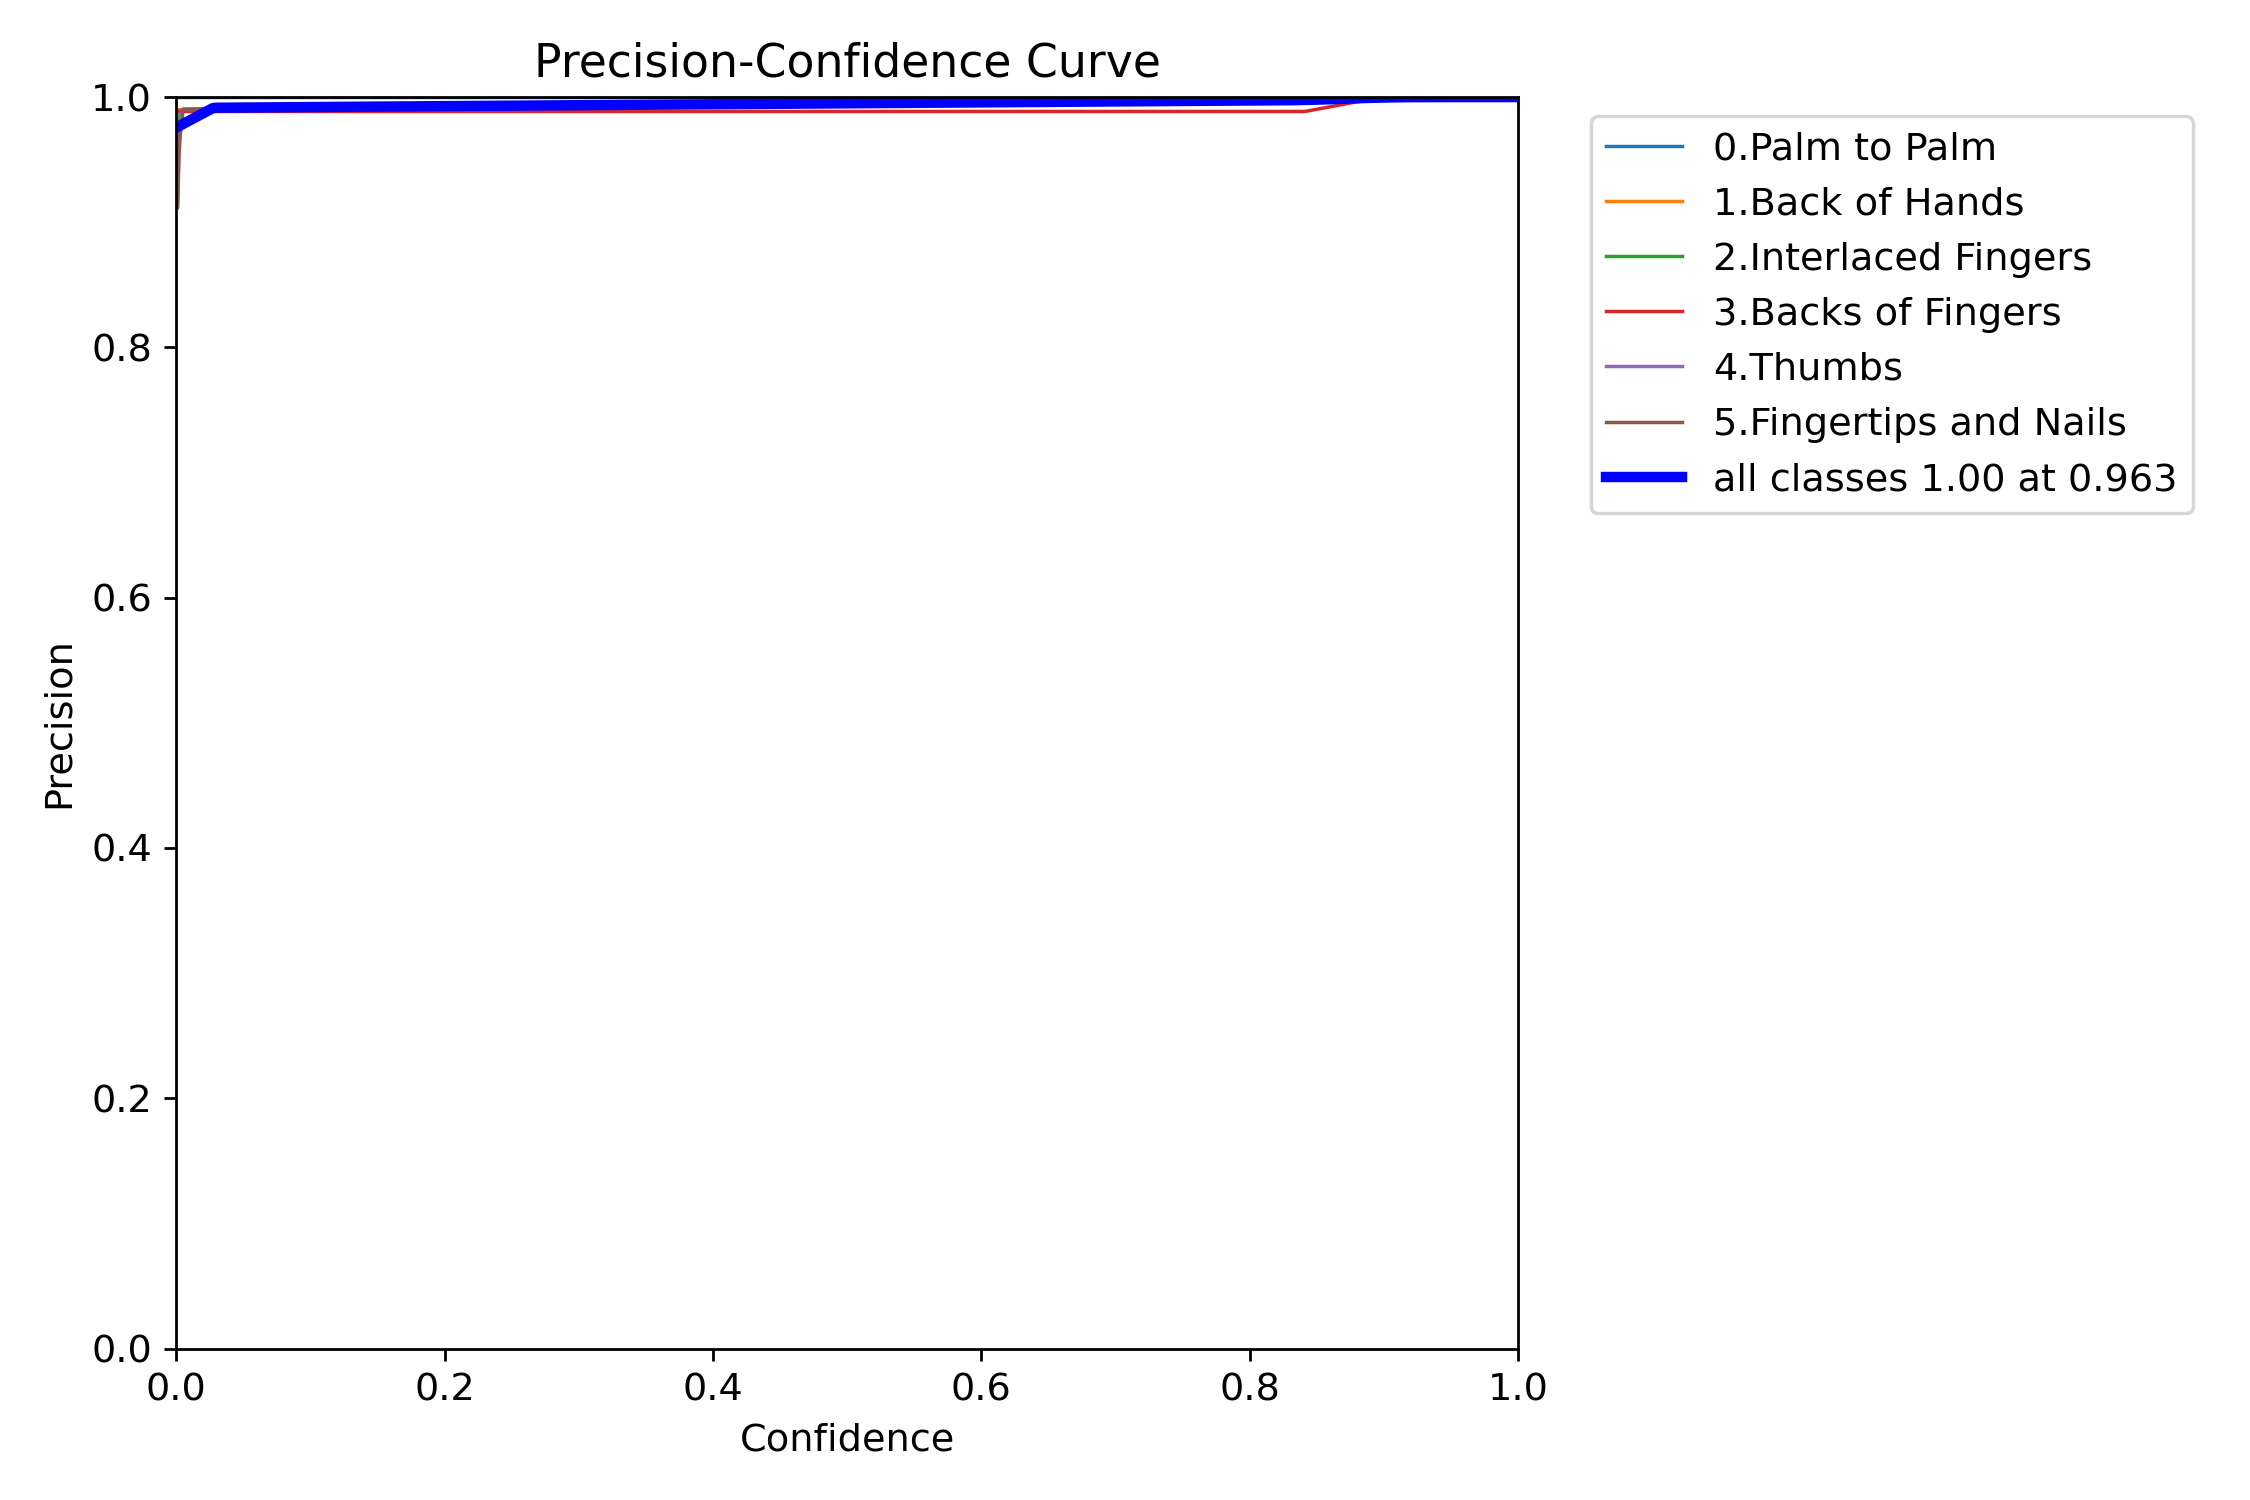 Precision-Confidence Curve
1.0
0.8
0.6
0.4
0.2
0.0
Precision
0.0 0.2 0.4 0.6 0.8 1.0
Confidence
0.Palm to Palm
1.Back of Hands
2.Interlaced Fingers
3.Backs of Fingers
4.Thumbs
5.Fingertips and Nails
all classes 1.00 at 0.963